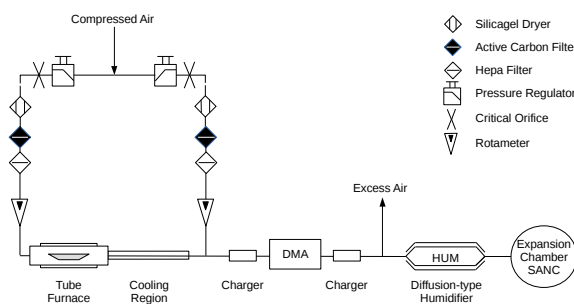 Compressed Air
Silicagel Dryer
Active Carbon Filte
Hepa Filter
Pressure Regulator
Critical Orifice
Rotameter
Excess Air
DMA
HUM
Expansion
Chamber
SANC
Tube
Furnace
Cooling
Region
Charger
Charger
Diffusion-type
Humidifier